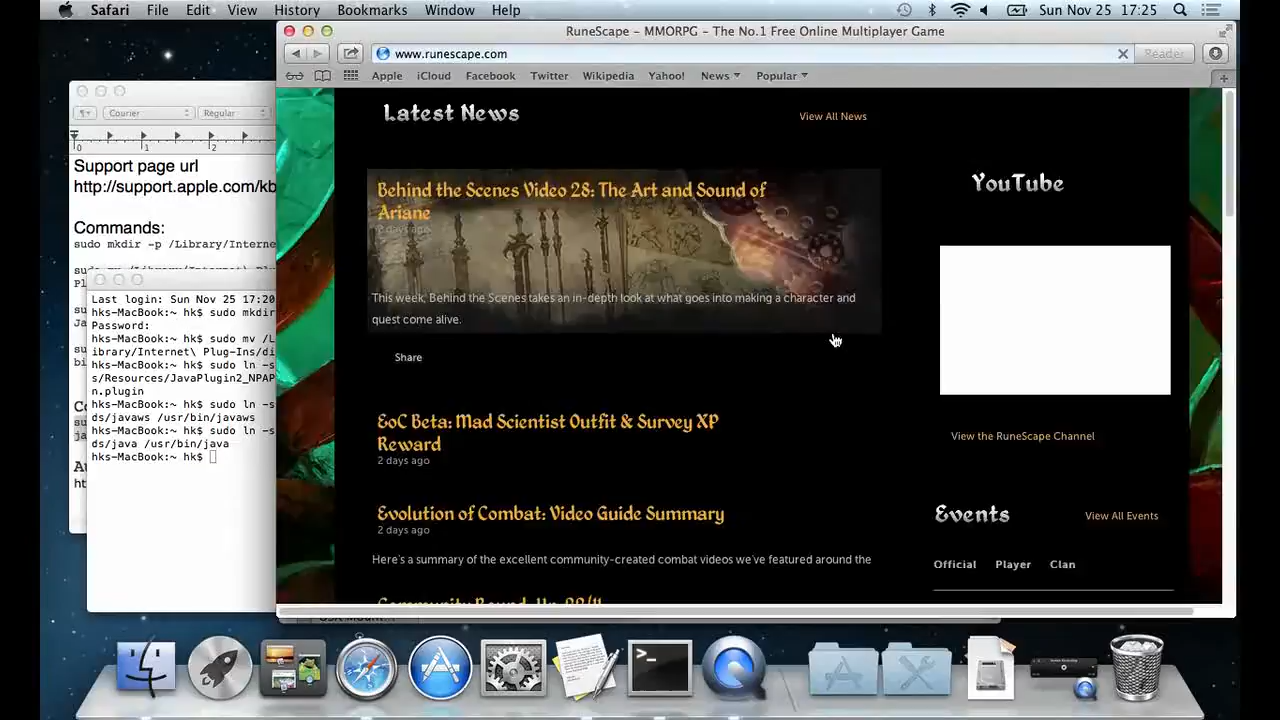 Safari File Edit View History Bookmarks Window Help
Sun Nov 25 17:25
RuneScape - MMORPG - The No.1 Free Online Multiplayer Game
www.runescape.com
Reader
Apple iCloud Facebook Twitter Wikipedia Yahoo! News Popular
Courier
Regular
0 1 2
Support page url
http://support.apple.com/kb
Commands:
sudo mkdir -p /Library/Interne
Last login: Sun Nov 25 17:20
hks-MacBook:~ hk$ sudo mkdir
Password:
hks-MacBook:~ hk$ sudo mv /L
ibrary/Internet\ Plug-Ins/di
hks-MacBook:~ hk$ sudo ln -s
s/Resources/JavaPlugin2_NPAP
n.plugin
hks-MacBook:~ hk$ sudo ln -s
ds/javaws /usr/bin/javaws
hks-MacBook:~ hk$ sudo ln -s
ds/java /usr/bin/java
hks-MacBook:~ hk$
Latest News
View All News
Behind the Scenes Video 28: The Art and Sound of
Ariane
2 days ago
This week, Behind the Scenes takes an in-depth look at what goes into making a character and
quest come alive.
Share
EoC Beta: Mad Scientist Outfit & Survey XP
Reward
2 days ago
Evolution of Combat: Video Guide Summary
2 days ago
Here's a summary of the excellent community-created combat videos we've featured around the
YouTube
View the RuneScape Channel
Events
View All Events
Official Player Clan